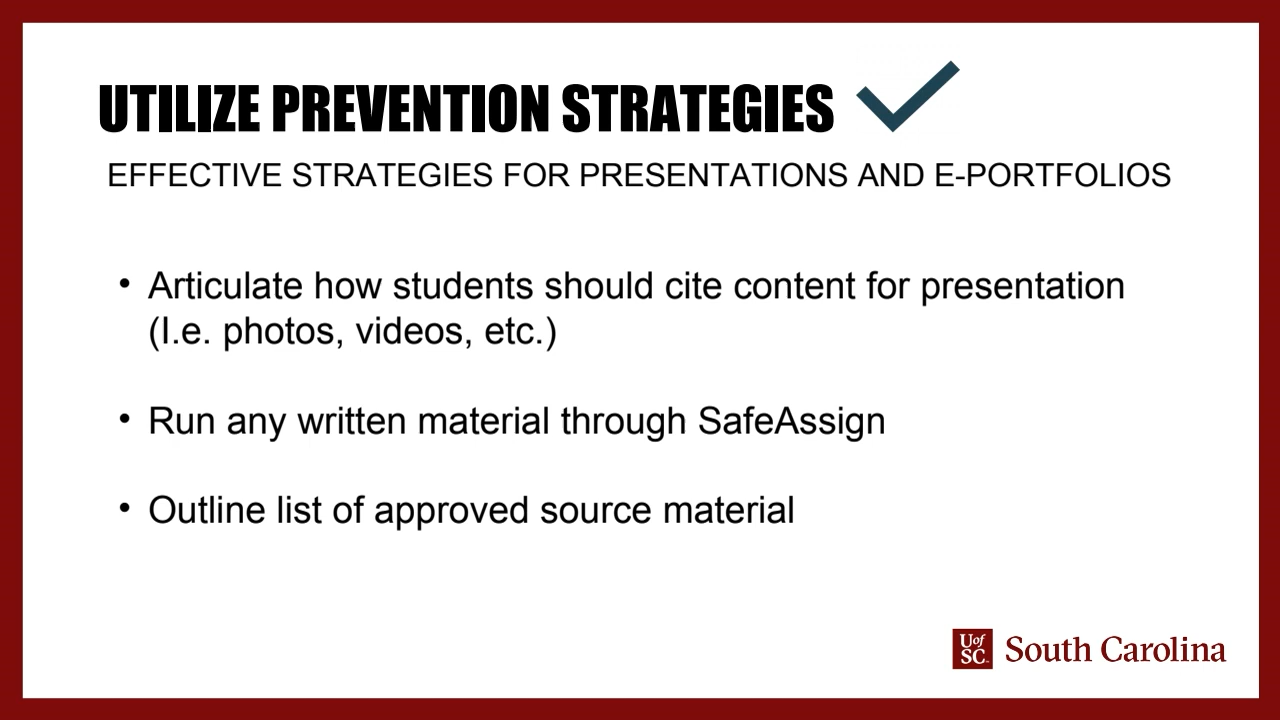 UTILIZE PREVENTION STRATEGIES
EFFECTIVE STRATEGIES FOR PRESENTATIONS AND E-PORTFOLIOS
• Articulate how students should cite content for presentation
(I.e. photos, videos, etc.)
• Run any written material through SafeAssign
• Outline list of approved source material
UofSC South Carolina